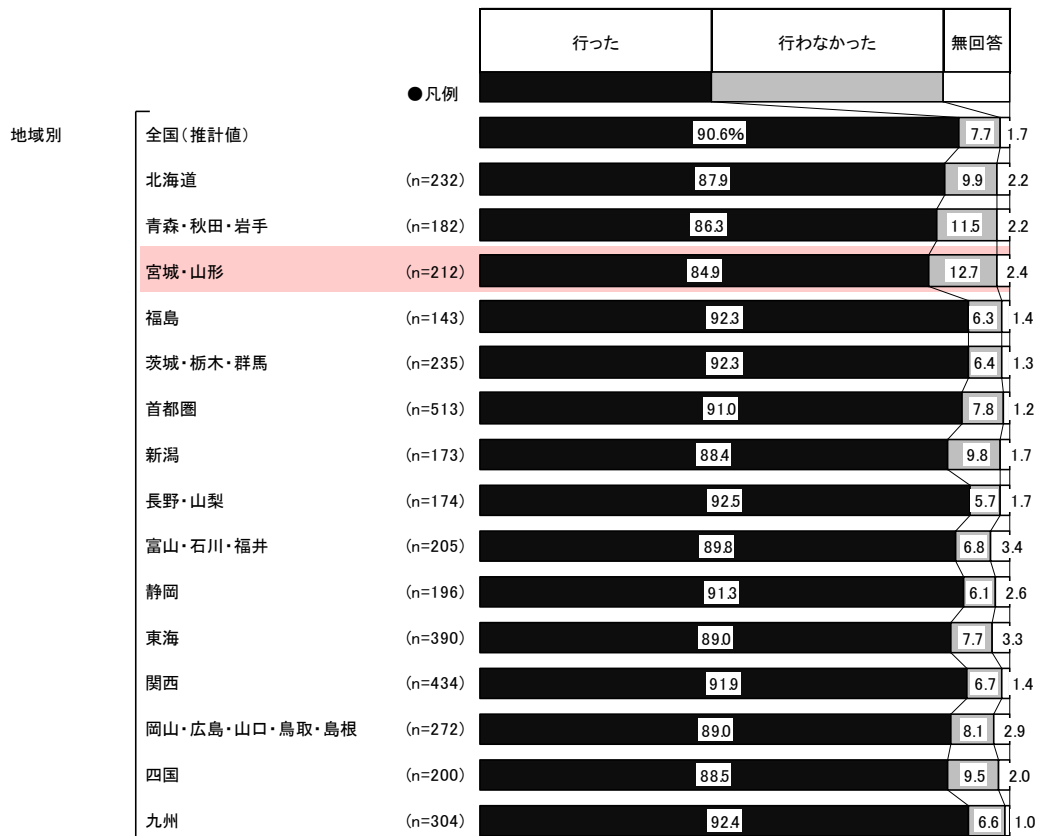 行った 行わなかった 無回答
●凡例
地域別 全国(推計値) 90.6% 7.7 1.7
北海道 (n=232) 87.9 9.9 2.2
青森・秋田・岩手 (n=182) 86.3 11.5 2.2
宮城・山形 (n=212) 84.9 12.7 2.4
福島 (n=143) 92.3 6.3 1.4
茨城・栃木・群馬 (n=235) 92.3 6.4 1.3
首都圏 (n=513) 91.0 7.8 1.2
新潟 (n=173) 88.4 9.8 1.7
長野・山梨 (n=174) 92.5 5.7 1.7
富山・石川・福井 (n=205) 89.8 6.8 3.4
静岡 (n=196) 91.3 6.1 2.6
東海 (n=390) 89.0 7.7 3.3
関西 (n=434) 91.9 6.7 1.4
岡山・広島・山口・鳥取・島根 (n=272) 89.0 8.1 2.9
四国 (n=200) 88.5 9.5 2.0
九州 (n=304) 92.4 6.6 1.0